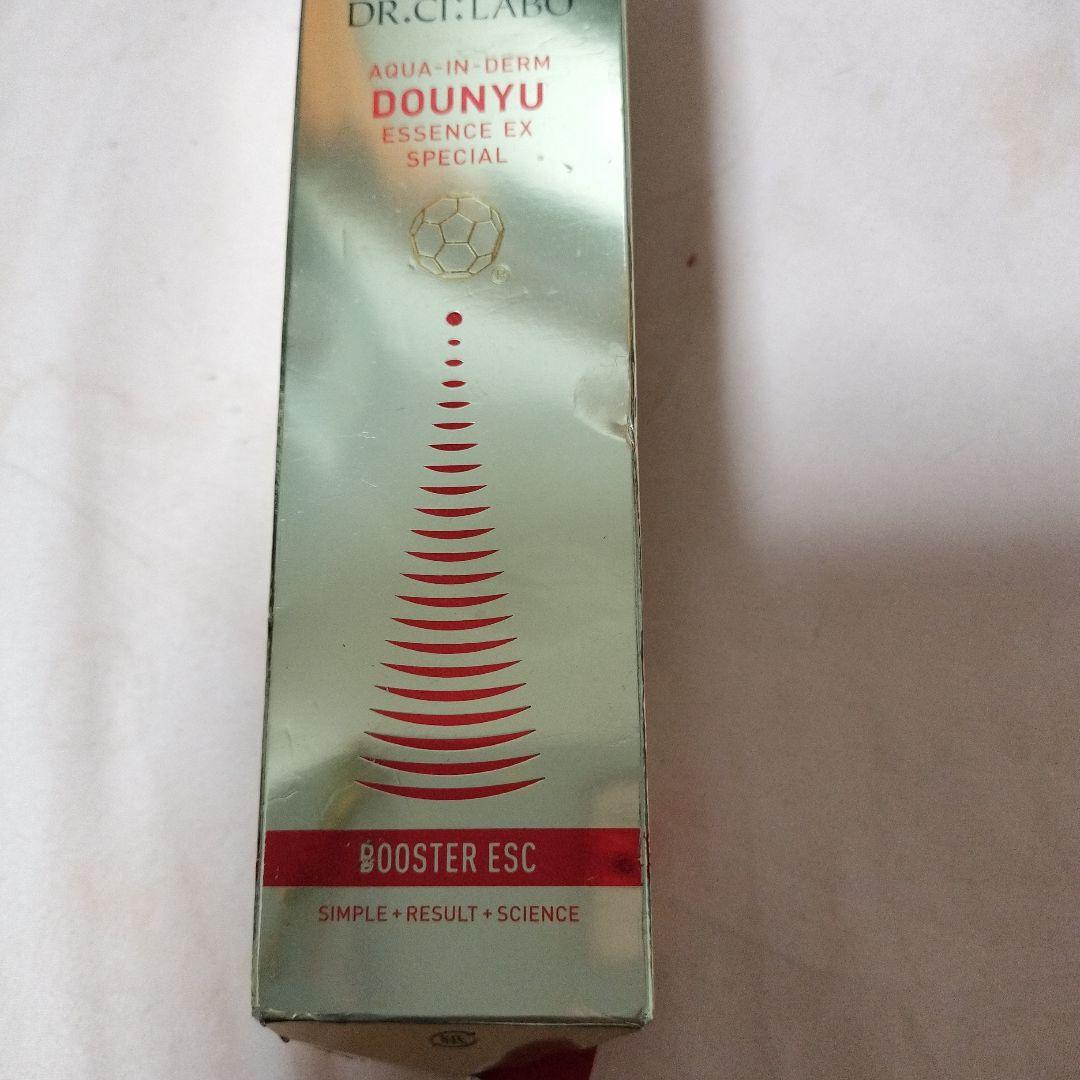 DR.CI:LABO
AQUA-IN-DERM
DOUNYU
ESSENCE EX
SPECIAL
®
BOOSTER ESC
SIMPLE + RESULT + SCIENCE